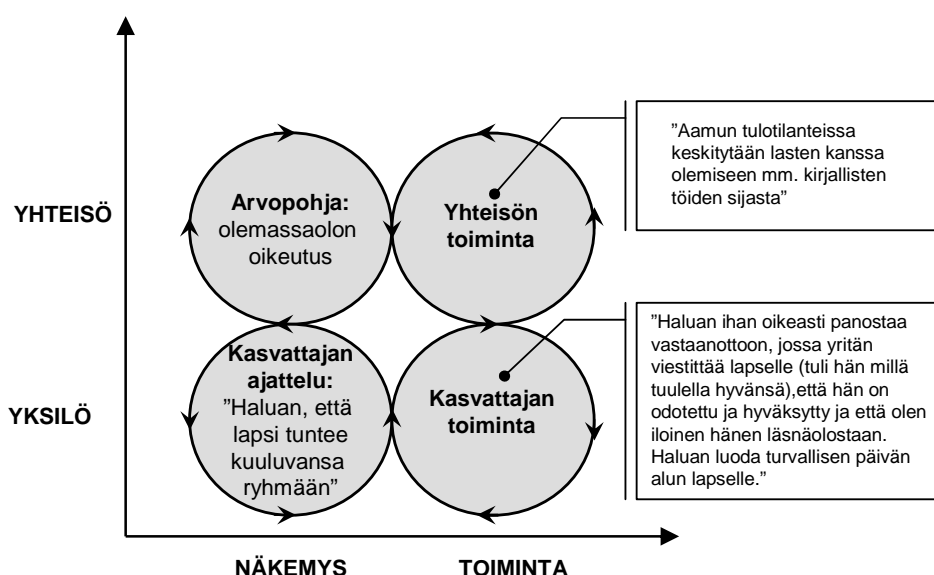 YHTEISÖ
Arvopohja:
olemassaolon
oikeutus
Yhteisön
toiminta
”Aamun tulotilanteissa
keskitytään lasten kanssa
olemiseen mm. kirjallisten
töiden sijasta”
YKSILÖ
Kasvattajan
ajattelu:
”Haluan, että
lapsi tuntee
kuuluvansa
ryhmään”
Kasvattajan
toiminta
”Haluan ihan oikeasti panostaa
vastaanottoon, jossa yritän
viestittää lapselle (tuli hän millä
tuulella hyvänsä),että hän on
odotettu ja hyväksytty ja että olen
iloinen hänen läsnäolostaan.
Haluan luoda turvallisen päivän
alun lapselle.”
NÄKEMYS
TOIMINTA